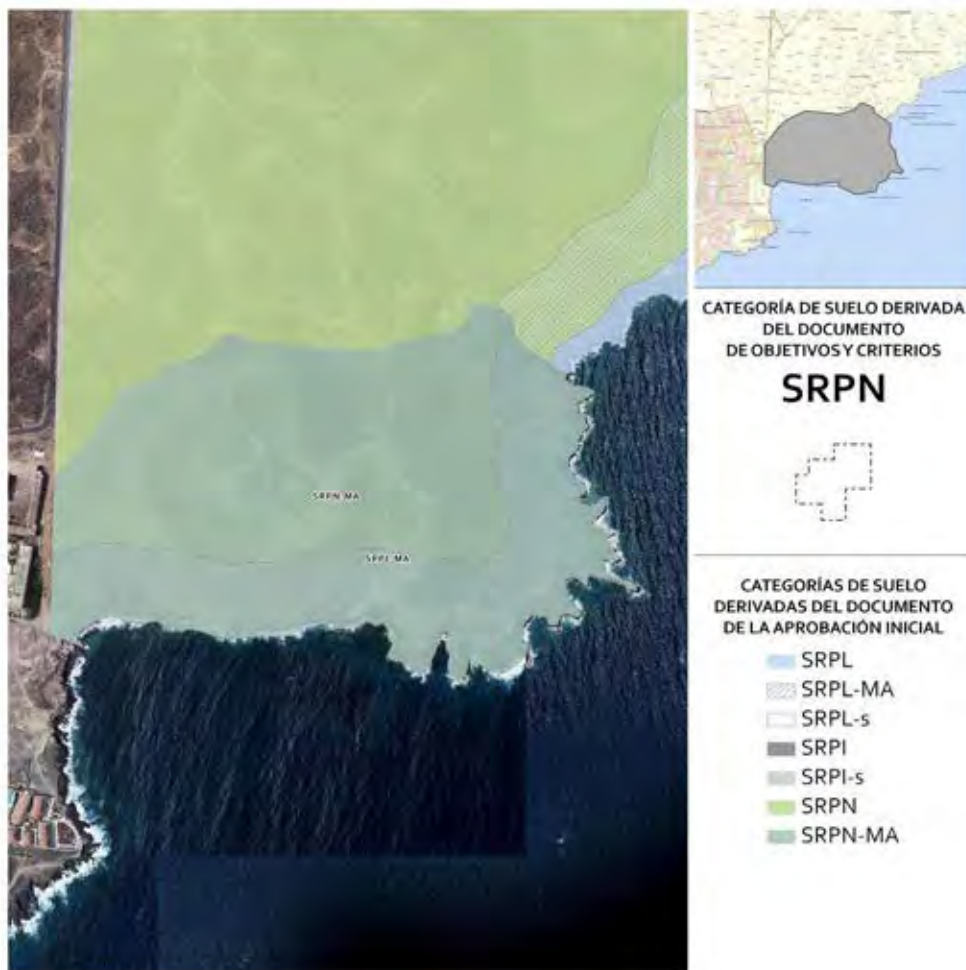 SRPN-MA
SRPL-MA
CATEGORÍA DE SUELO DERIVADA
DEL DOCUMENTO
DE OBJETIVOS Y CRITERIOS
SRPN
CATEGORÍAS DE SUELO
DERIVADAS DEL DOCUMENTO
DE LA APROBACIÓN INICIAL
SRPL
SRPL-MA
SRPL-s
SRPI
SRPI-s
SRPN
SRPN-MA